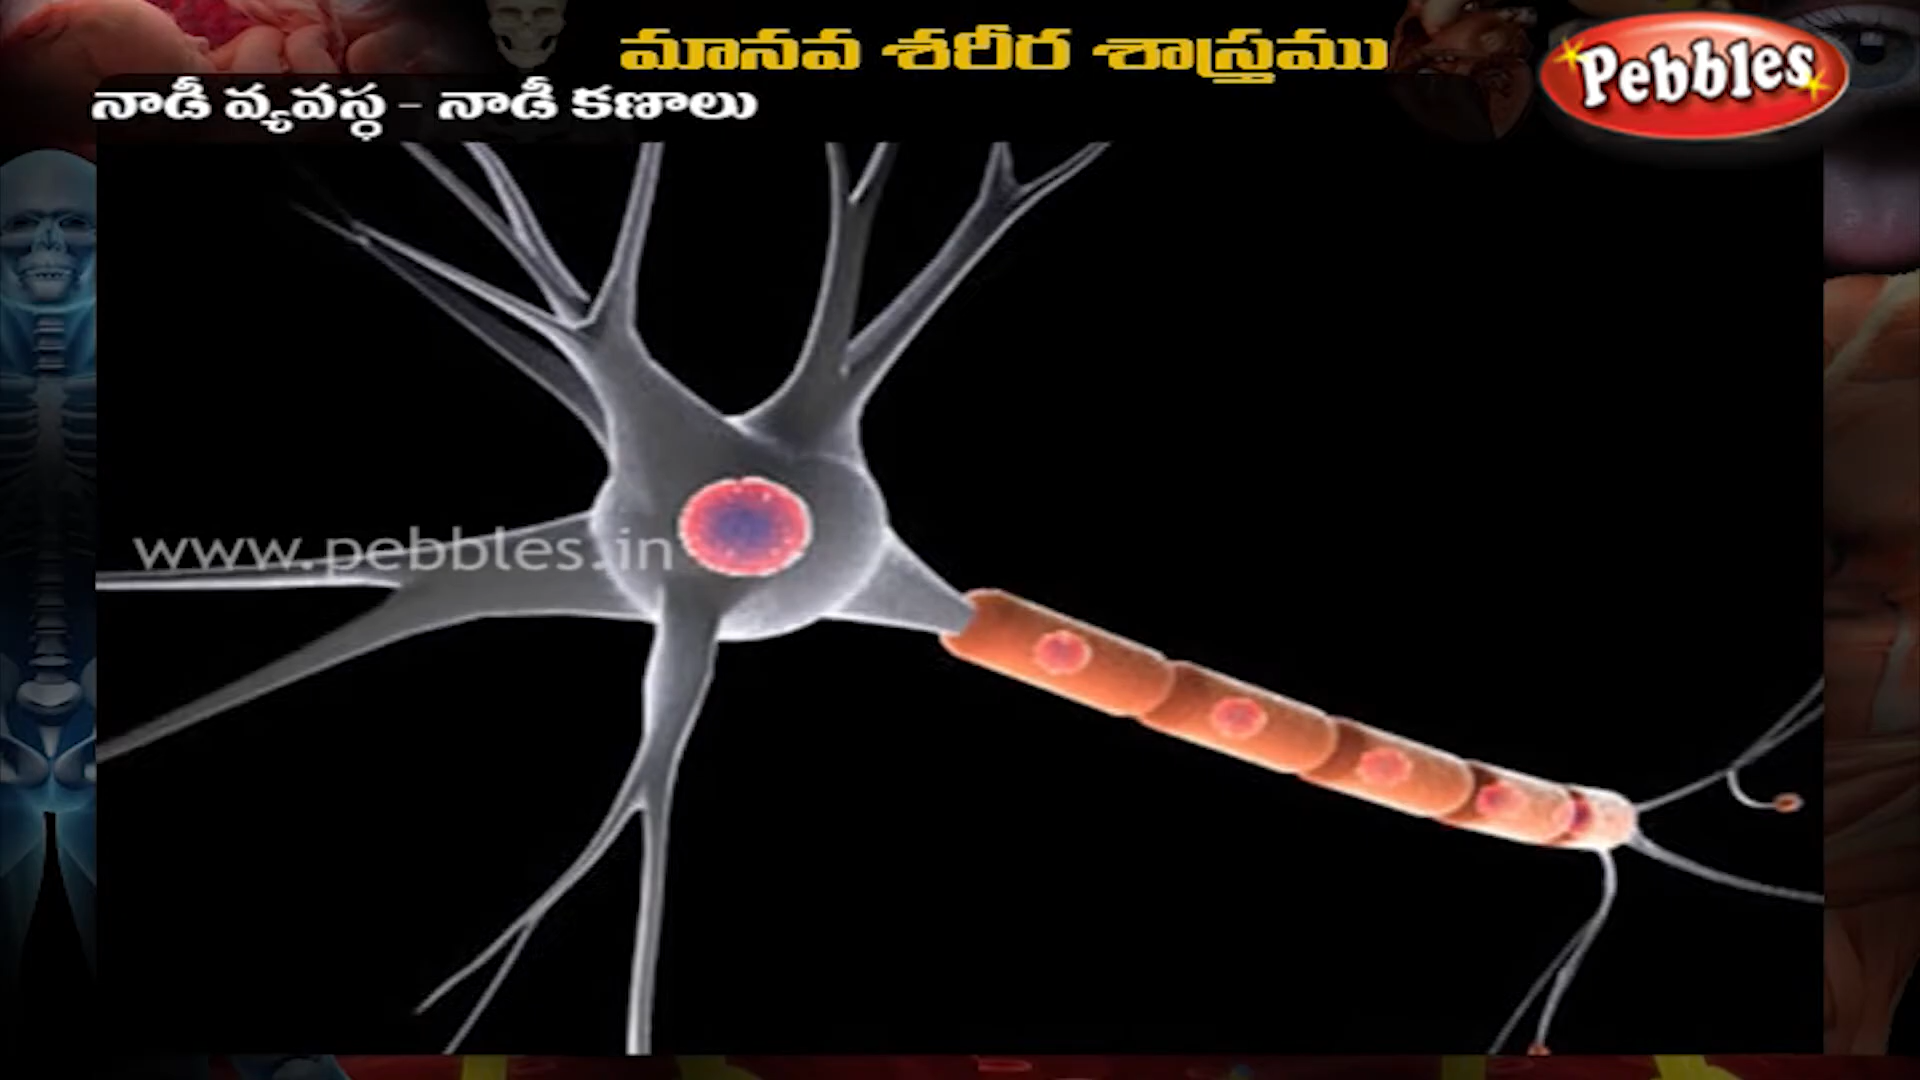 మానవ శరీర శాస్త్రము
Pebbles
నాడీ వ్యవస్థ - నాడీ కణాలు
www.pebbles.in